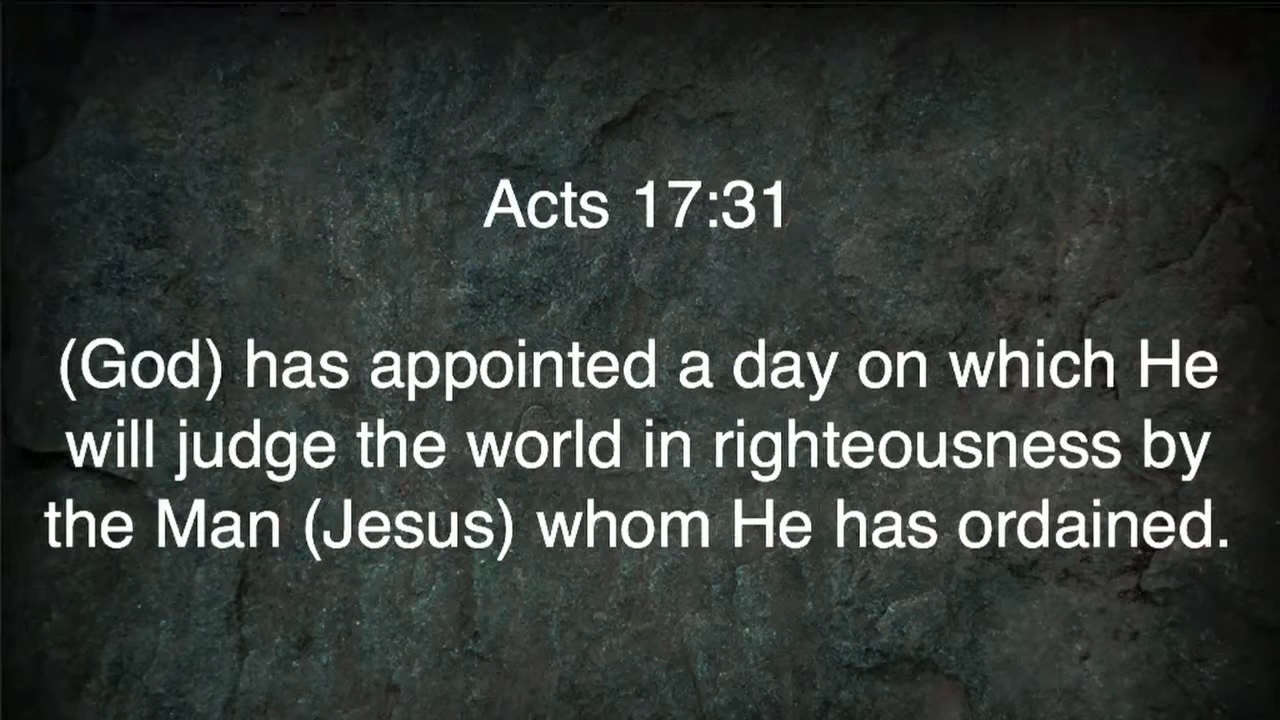 Acts 17:31
(God) has appointed a day on which He
will judge the world in righteousness by
the Man (Jesus) whom He has ordained.